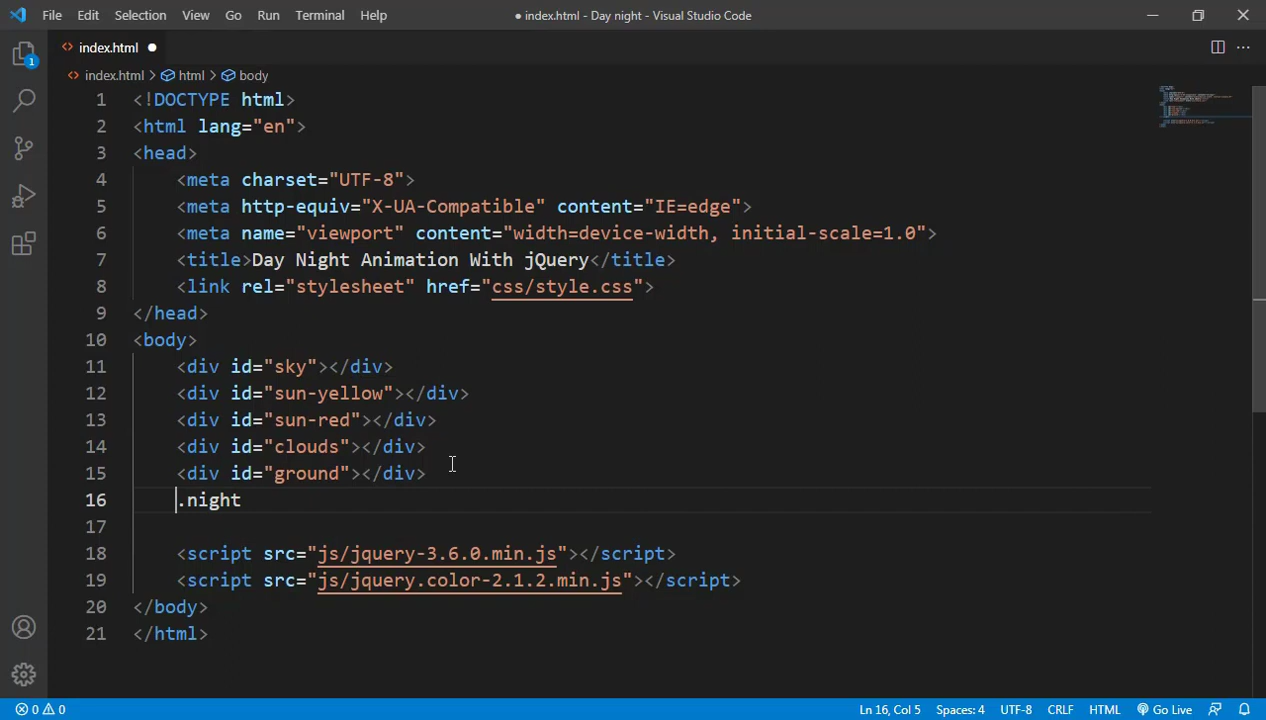 File Edit Selection View Go Run Terminal Help ● index.html - Day night - Visual Studio Code
<> index.html ●
1
<> index.html > html > body
1 <!DOCTYPE html>
2 <html lang="en">
3 <head>
4     <meta charset="UTF-8">
5     <meta http-equiv="X-UA-Compatible" content="IE=edge">
6     <meta name="viewport" content="width=device-width, initial-scale=1.0">
7     <title>Day Night Animation With jQuery</title>
8     <link rel="stylesheet" href="css/style.css">
9 </head>
10 <body>
11     <div id="sky"></div>
12     <div id="sun-yellow"></div>
13     <div id="sun-red"></div>
14     <div id="clouds"></div>
15     <div id="ground"></div>
16     .night
17
18     <script src="js/jquery-3.6.0.min.js"></script>
19     <script src="js/jquery.color-2.1.2.min.js"></script>
20 </body>
21 </html>
0 0 Ln 16, Col 5 Spaces: 4 UTF-8 CRLF HTML Go Live